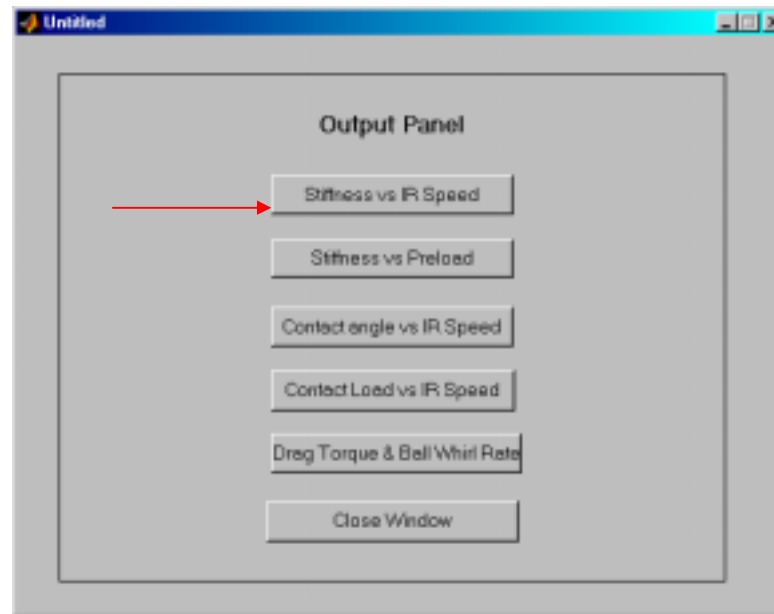 Untitled
Output Panel
Stiffness vs IR Speed
Stiffness vs Preload
Contact angle vs IR Speed
Contact Load vs IR Speed
Drag Torque & Ball Whirl Rate
Close Window